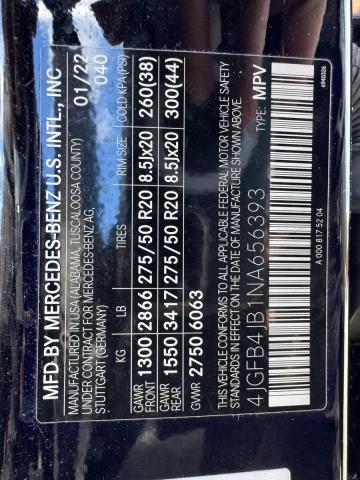 MFD BY MERCEDES-BENZ U.S. INTL., INC
MANUFACTURED IN USA (ALABAMA, TUSCALOOSA COUNTY) 01/22
UNDER CONTRACT FOR MERCEDES-BENZ AG, 040
STUTTGART (GERMANY)
KG LB TIRES RIM SIZE COLD KPA (PSI)
GAWR FRONT 1300 2866 275/50 R20 8.5Jx20 260(38)
GAWR REAR 1550 3417 275/50 R20 8.5Jx20 300(44)
GVWR 2750 6063
THIS VEHICLE CONFORMS TO ALL APPLICABLE FEDERAL MOTOR VEHICLE SAFETY
STANDARDS IN EFFECT ON THE DATE OF MANUFACTURE SHOWN ABOVE.
4JGFB4JB1NA656393 TYPE: MPV
A 000 817 52 04